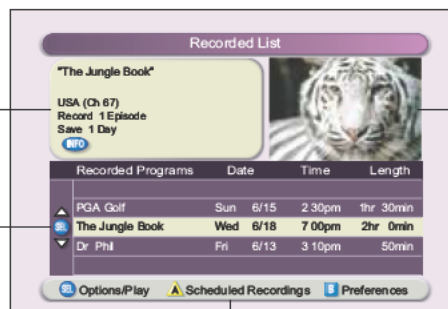 Recorded List
"The Jungle Book"
USA (Ch 67)
Record 1 Episode
Save 1 Day
INFO
Recorded Programs Date Time Length
PGA Golf Sun 6/15 2 30pm 1hr 30min
SEL The Jungle Book Wed 6/18 7 00pm 2hr 0min
Dr Phil Fri 6/13 3 10pm 50min
SEL Options/Play A Scheduled Recordings B Preferences